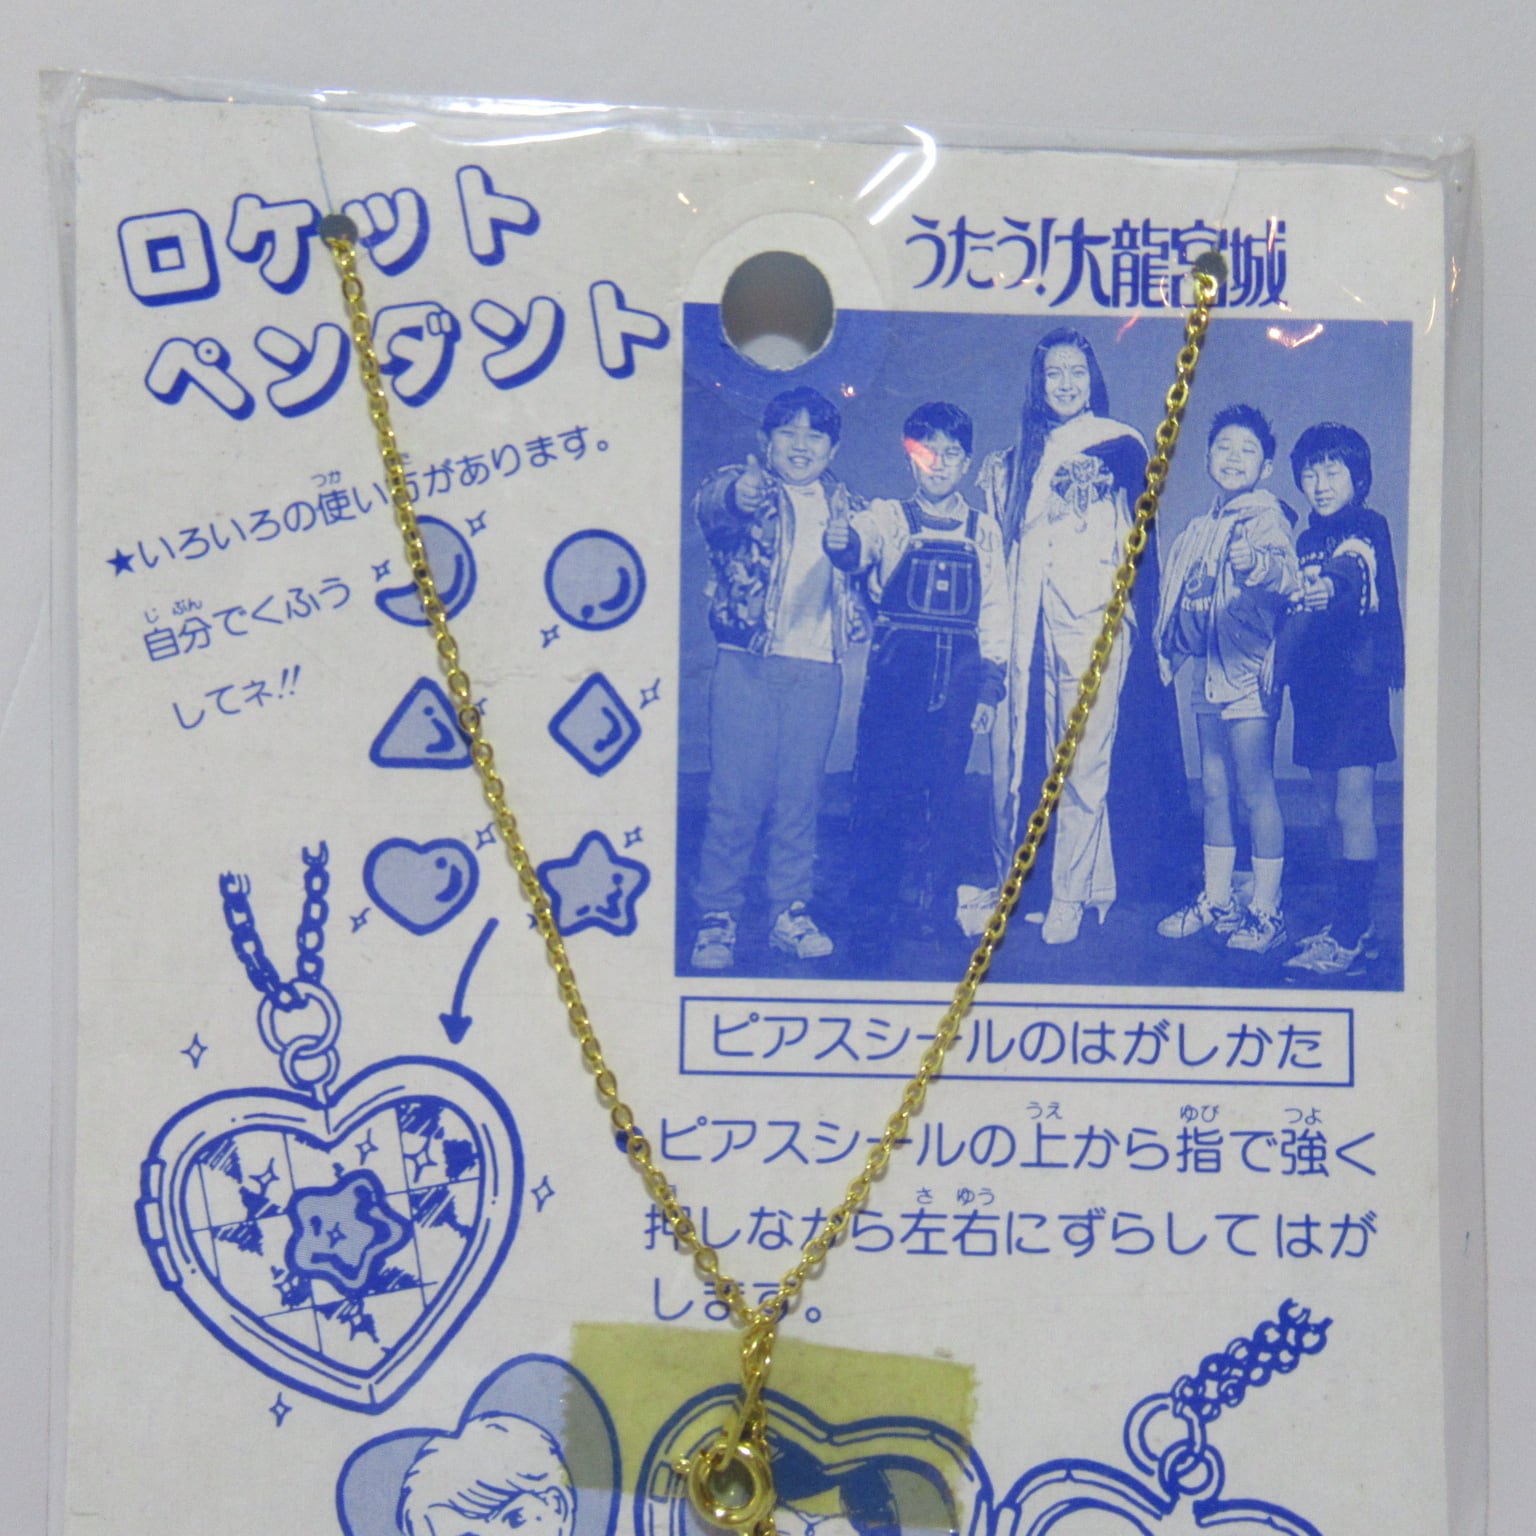 ロケット
ペンダント
うたう!大龍宮城
★いろいろの使い方があります。
自分でくふう
してネ!!
ピアスシールのはがしかた
ピアスシールの上から指で強く
押しながら左右にずらしてはが
します。